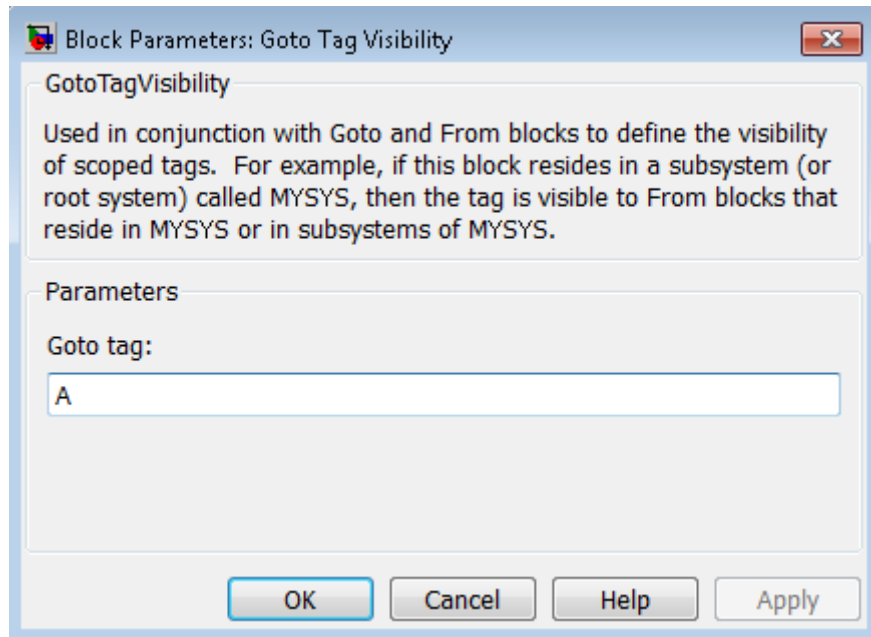 Block Parameters: Goto Tag Visibility
GotoTagVisibility
Used in conjunction with Goto and From blocks to define the visibility
of scoped tags.  For example, if this block resides in a subsystem (or
root system) called MYSYS, then the tag is visible to From blocks that
reside in MYSYS or in subsystems of MYSYS.
Parameters
Goto tag:
A
OK Cancel Help Apply